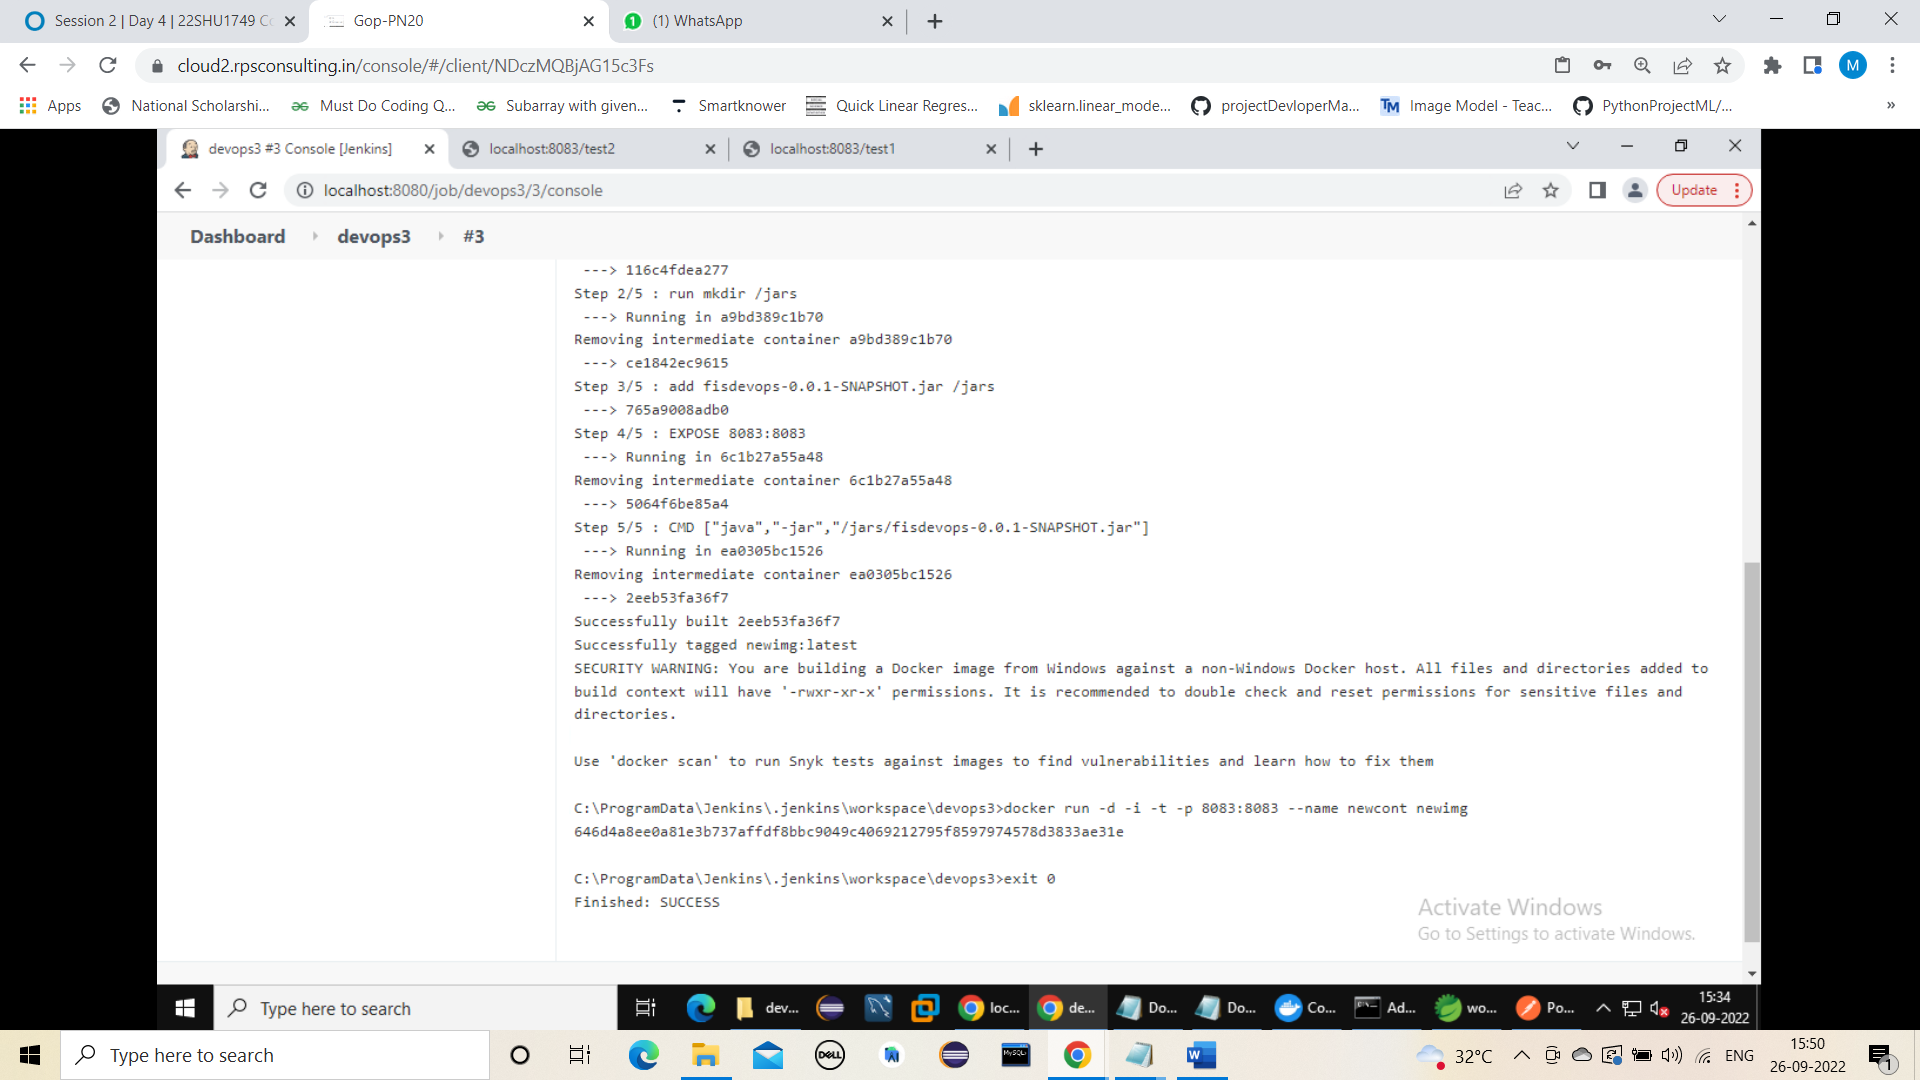 Session 2 | Day 4 | 22SHU1749 C
Gop-PN20
(1) WhatsApp
cloud2.rpsconsulting.in/console/#/client/NDczMQBjAG15c3Fs
M
Apps
National Scholarshi...
Must Do Coding Q...
Subarray with given...
Smartknower
Quick Linear Regres...
sklearn.linear_mode...
projectDevloperMa...
TM
Image Model - Teac...
PythonProjectML/...
»
devops3 #3 Console [Jenkins]
localhost:8083/test2
localhost:8083/test1
localhost:8080/job/devops3/3/console
Update
Dashboard
devops3
#3
---> 116c4fdea277
Step 2/5 : run mkdir /jars
---> Running in a9bd389c1b70
Removing intermediate container a9bd389c1b70
---> ce1842ec9615
Step 3/5 : add fisdevops-0.0.1-SNAPSHOT.jar /jars
---> 765a9008adb0
Step 4/5 : EXPOSE 8083:8083
---> Running in 6c1b27a55a48
Removing intermediate container 6c1b27a55a48
---> 5064f6be85a4
Step 5/5 : CMD ["java","-jar","/jars/fisdevops-0.0.1-SNAPSHOT.jar"]
---> Running in ea0305bc1526
Removing intermediate container ea0305bc1526
---> 2eeb53fa36f7
Successfully built 2eeb53fa36f7
Successfully tagged newimg:latest
SECURITY WARNING: You are building a Docker image from Windows against a non-Windows Docker host. All files and directories added to
build context will have '-rwxr-xr-x' permissions. It is recommended to double check and reset permissions for sensitive files and
directories.
Use 'docker scan' to run Snyk tests against images to find vulnerabilities and learn how to fix them
C:\ProgramData\Jenkins\.jenkins\workspace\devops3>docker run -d -i -t -p 8083:8083 --name newcont newimg
646d4a8ee0a81e3b737affdf8bbc9049c4069212795f8597974578d3833ae31e
C:\ProgramData\Jenkins\.jenkins\workspace\devops3>exit 0
Finished: SUCCESS
Activate Windows
Go to Settings to activate Windows.
Type here to search
dev...
loc...
de...
Do...
Do...
Co...
Ad...
wo...
Po...
15:34
26-09-2022
Type here to search
DELL
MySQL
W
32°C
ENG
15:50
26-09-2022
1